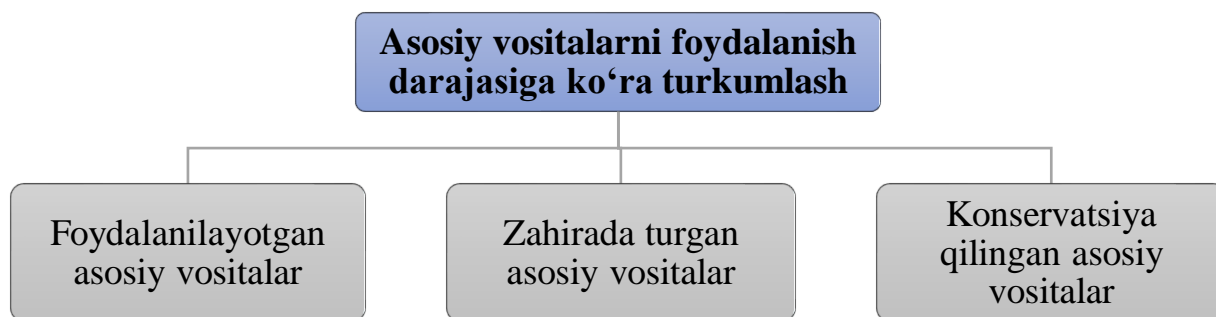 Asosiy vositalarni foydalanish
darajasiga ko‘ra turkumlash
Foydalanilayotgan
asosiy vositalar
Zahirada turgan
asosiy vositalar
Konservatsiya
qilingan asosiy
vositalar